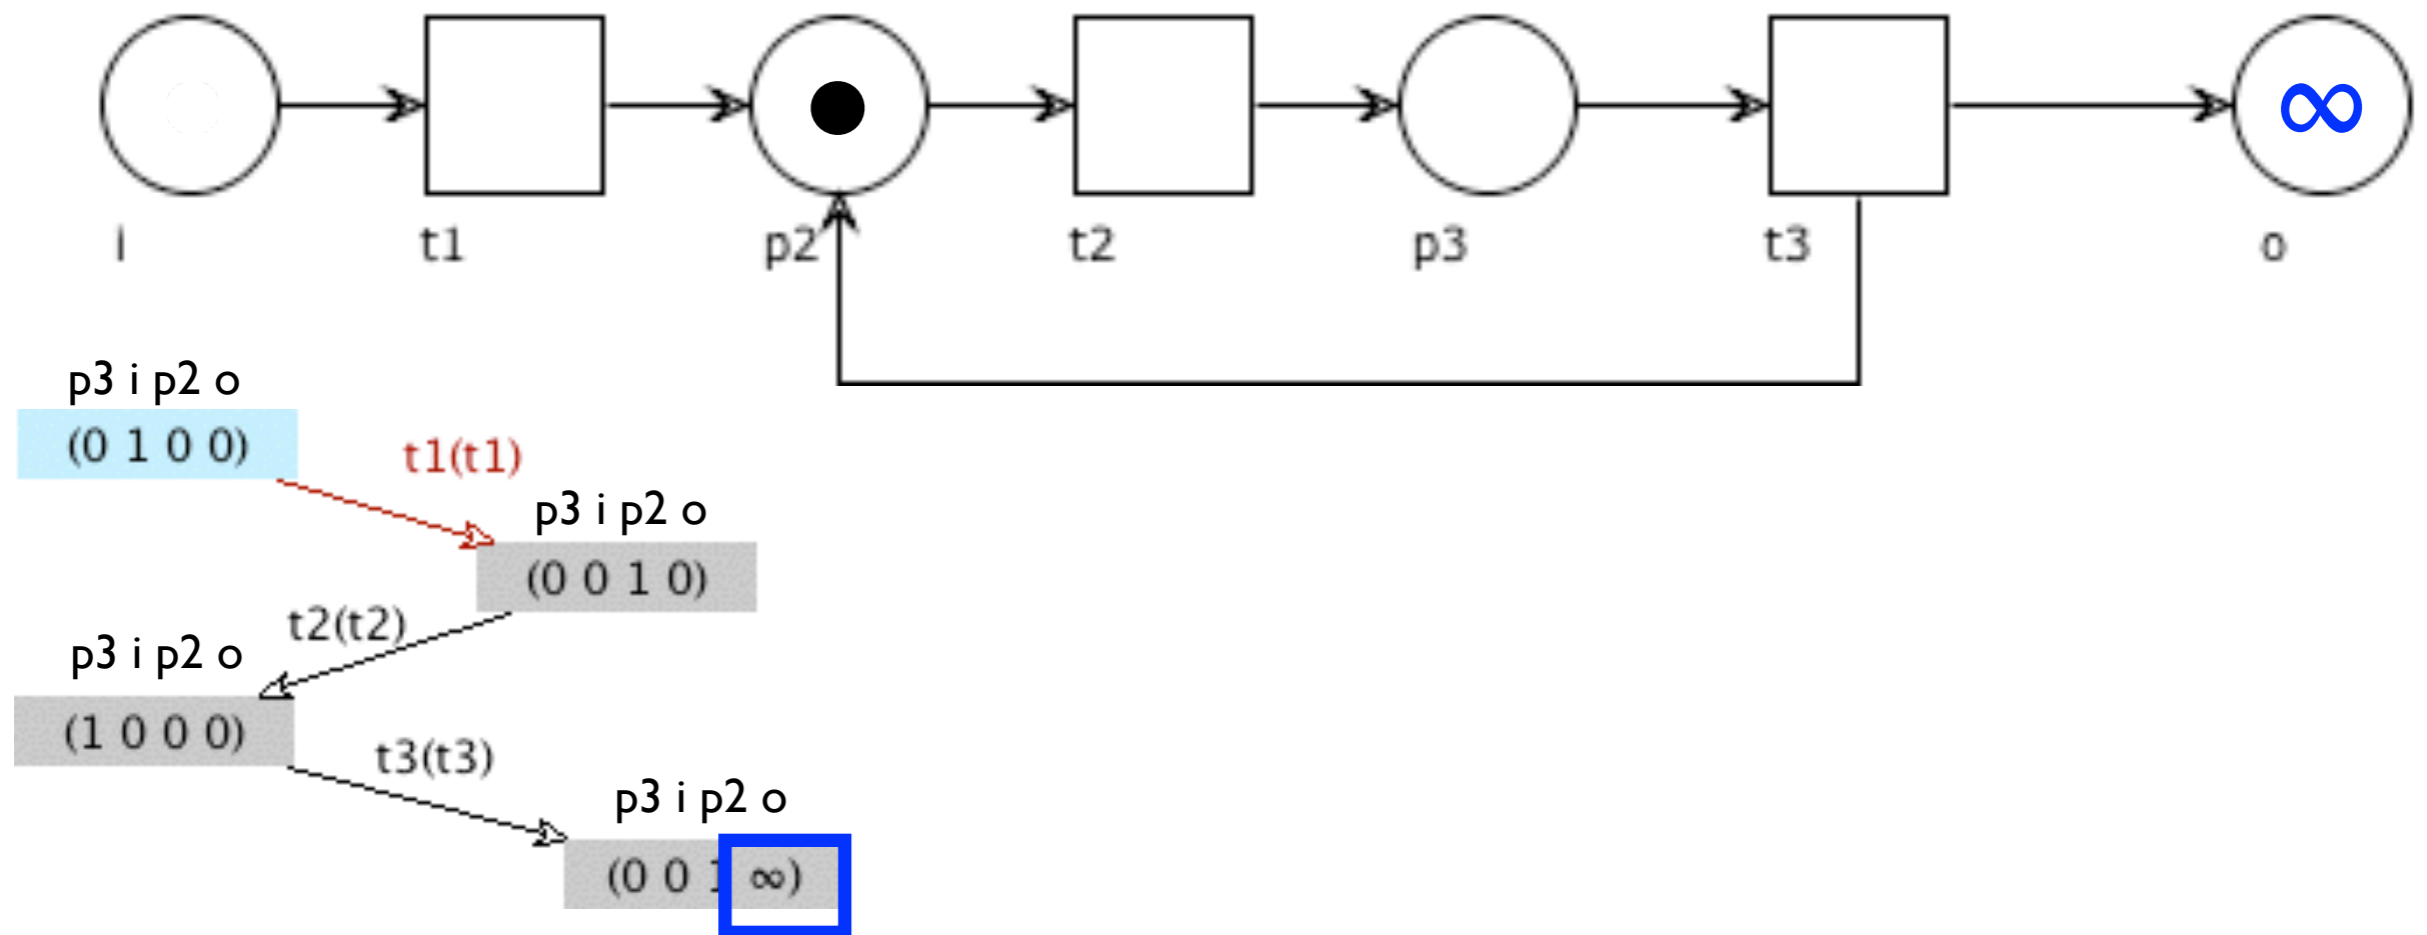 ∞
i t1 p2 t2 p3 t3 o
p3 i p2 o
(0 1 0 0)
t1(t1)
p3 i p2 o
(0 0 1 0)
t2(t2)
p3 i p2 o
(1 0 0 0)
t3(t3)
p3 i p2 o
(0 0 1 ∞)